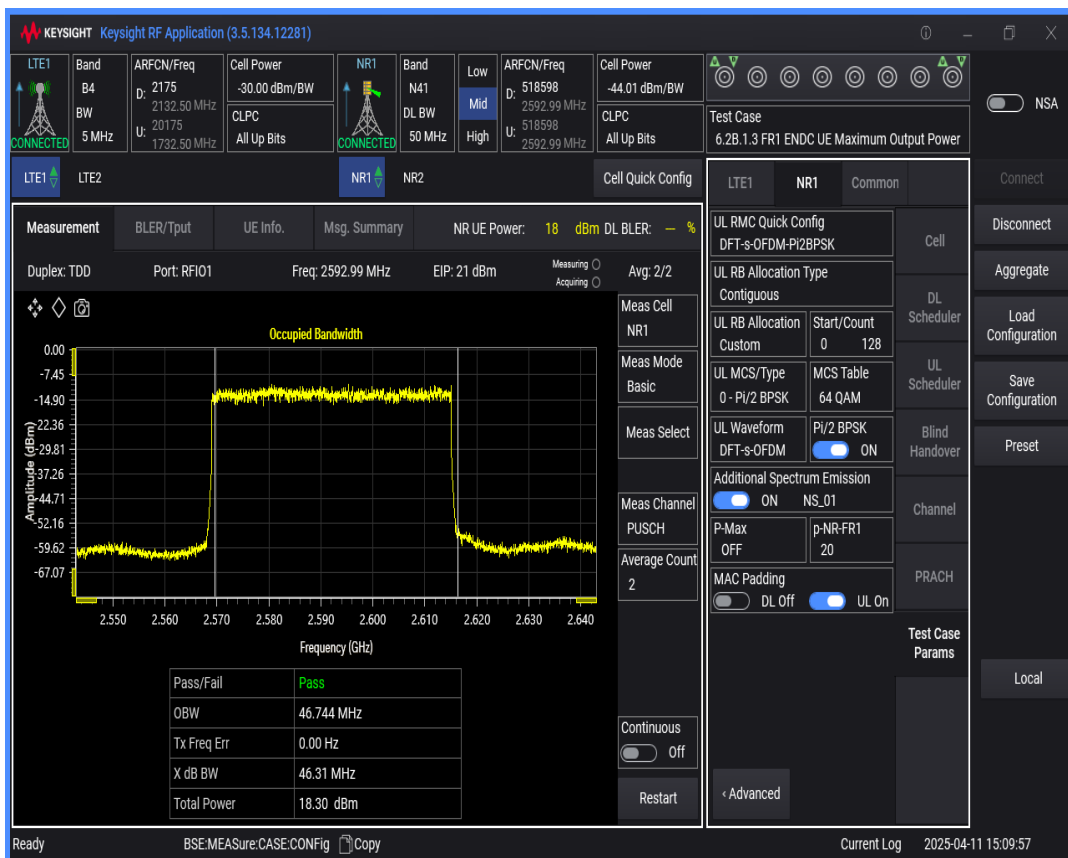 KEYSIGHT Keysight RF Application (3.5.134.12281)
LTE1
CONNECTED
Band
B4
BW
5 MHz
ARFCN/Freq
D: 2175
2132.50 MHz
U: 20175
1732.50 MHz
Cell Power
-30.00 dBm/BW
CLPC
All Up Bits
NR1
CONNECTED
Band
N41
DL BW
50 MHz
Low
Mid
High
ARFCN/Freq
D: 518598
2592.99 MHz
U: 518598
2592.99 MHz
Cell Power
-44.01 dBm/BW
CLPC
All Up Bits
Test Case
6.2B.1.3 FR1 ENDC UE Maximum Output Power
NSA
LTE1 LTE2 NR1 NR2 Cell Quick Config
Measurement BLER/Tput UE Info. Msg. Summary NR UE Power: 18 dBm DL BLER: — %
Duplex: TDD Port: RFIO1 Freq: 2592.99 MHz EIP: 21 dBm Measuring Acquiring Avg: 2/2
Occupied Bandwidth
Amplitude (dBm)
0.00
-7.45
-14.90
-22.36
-29.81
-37.26
-44.71
-52.16
-59.62
-67.07
2.550 2.560 2.570 2.580 2.590 2.600 2.610 2.620 2.630 2.640
Frequency (GHz)
Pass/Fail Pass
OBW 46.744 MHz
Tx Freq Err 0.00 Hz
X dB BW 46.31 MHz
Total Power 18.30 dBm
Meas Cell
NR1
Meas Mode
Basic
Meas Select
Meas Channel
PUSCH
Average Count
2
Continuous
Off
Restart
LTE1 NR1 Common
UL RMC Quick Config
DFT-s-OFDM-Pi2BPSK
UL RB Allocation Type
Contiguous
UL RB Allocation
Custom
Start/Count
0 128
UL MCS/Type
0 - Pi/2 BPSK
MCS Table
64 QAM
UL Waveform
DFT-s-OFDM
Pi/2 BPSK
ON
Additional Spectrum Emission
ON NS_01
P-Max
OFF
p-NR-FR1
20
MAC Padding
DL Off UL On
‹ Advanced
Cell
DL
Scheduler
UL
Scheduler
Blind
Handover
Channel
PRACH
Test Case
Params
Connect
Disconnect
Aggregate
Load
Configuration
Save
Configuration
Preset
Local
Ready BSE:MEASure:CASE:CONFig Copy Current Log 2025-04-11 15:09:57